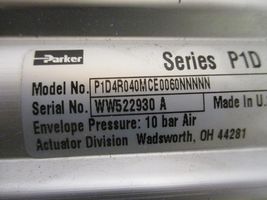 Parker
Series P1D
Model No. P1D4R040MCE0060NNNNN
Serial No. WW522930 A
Made in U.
Envelope Pressure: 10 bar Air
Actuator Division Wadsworth, OH 44281